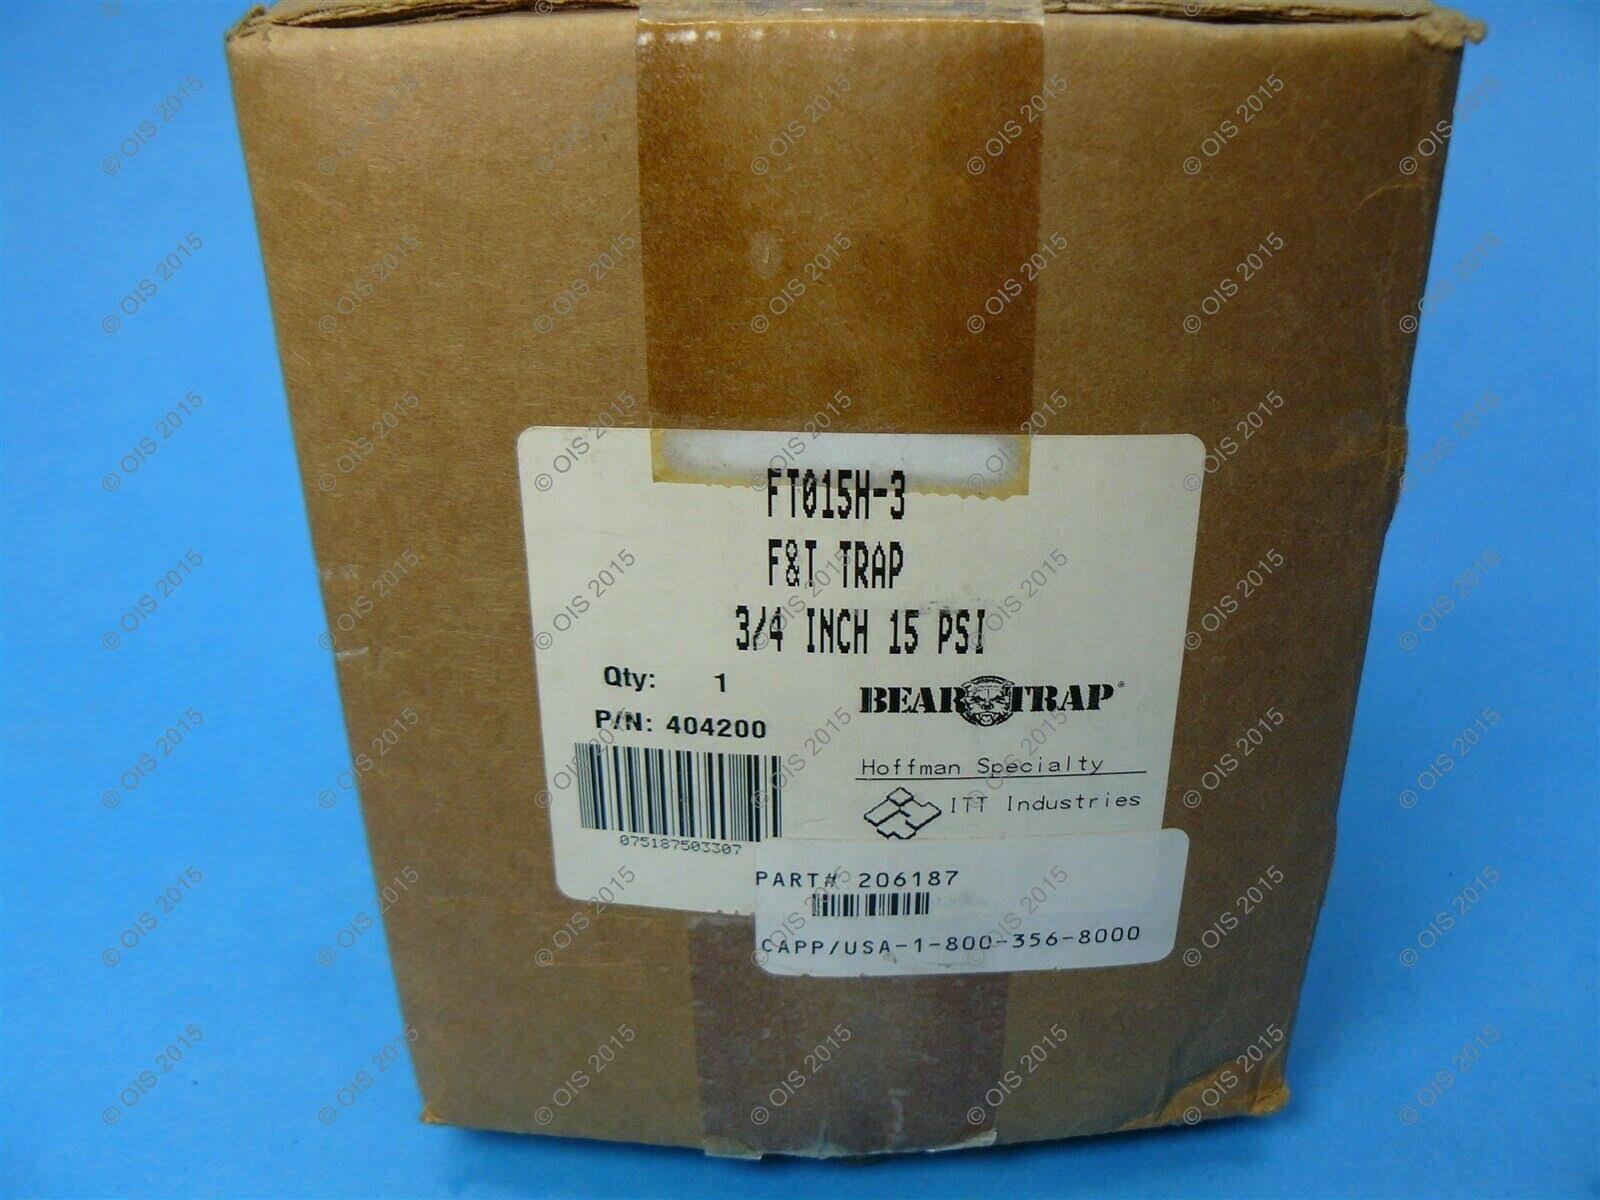 FT015H-3
F&T TRAP
3/4 INCH 15 PSI
Qty: 1
P/N: 404200
BEAR TRAP®
Hoffman Specialty
ITT Industries
075187503307
PART# 206187
CAPP/USA-1-800-356-8000
© OIS 2015